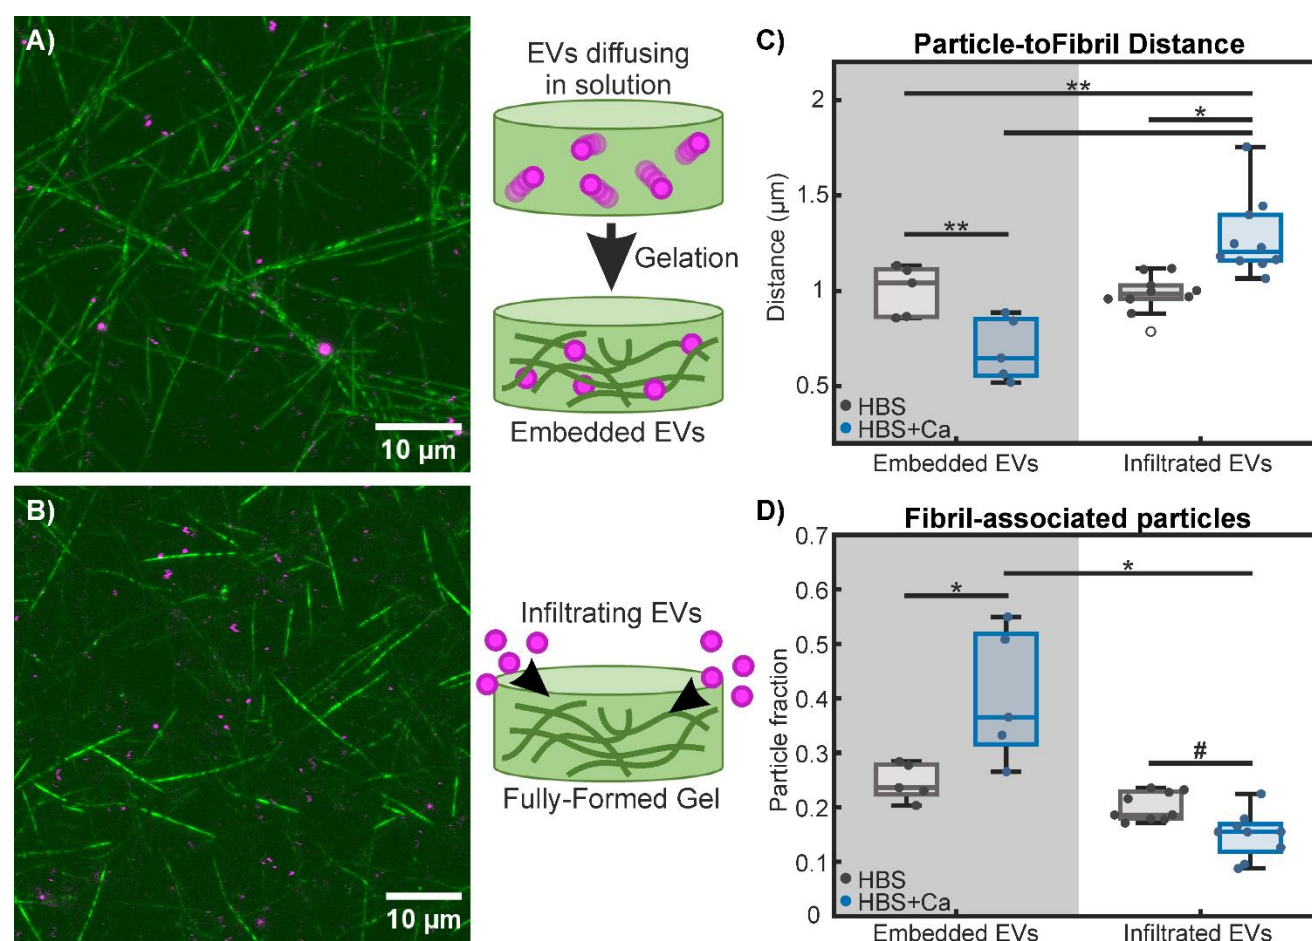 A)
10 µm
EVs diffusing
in solution
Gelation
Embedded EVs
B)
10 µm
Infiltrating EVs
Fully-Formed Gel
C)
Particle-toFibril Distance
Distance (µm)
2
1.5
1
0.5
**
*
**
HBS
HBS+Ca
Embedded EVs
Infiltrated EVs
D)
Fibril-associated particles
Particle fraction
0.7
0.6
0.5
0.4
0.3
0.2
0.1
0
*
*
#
HBS
HBS+Ca
Embedded EVs
Infiltrated EVs